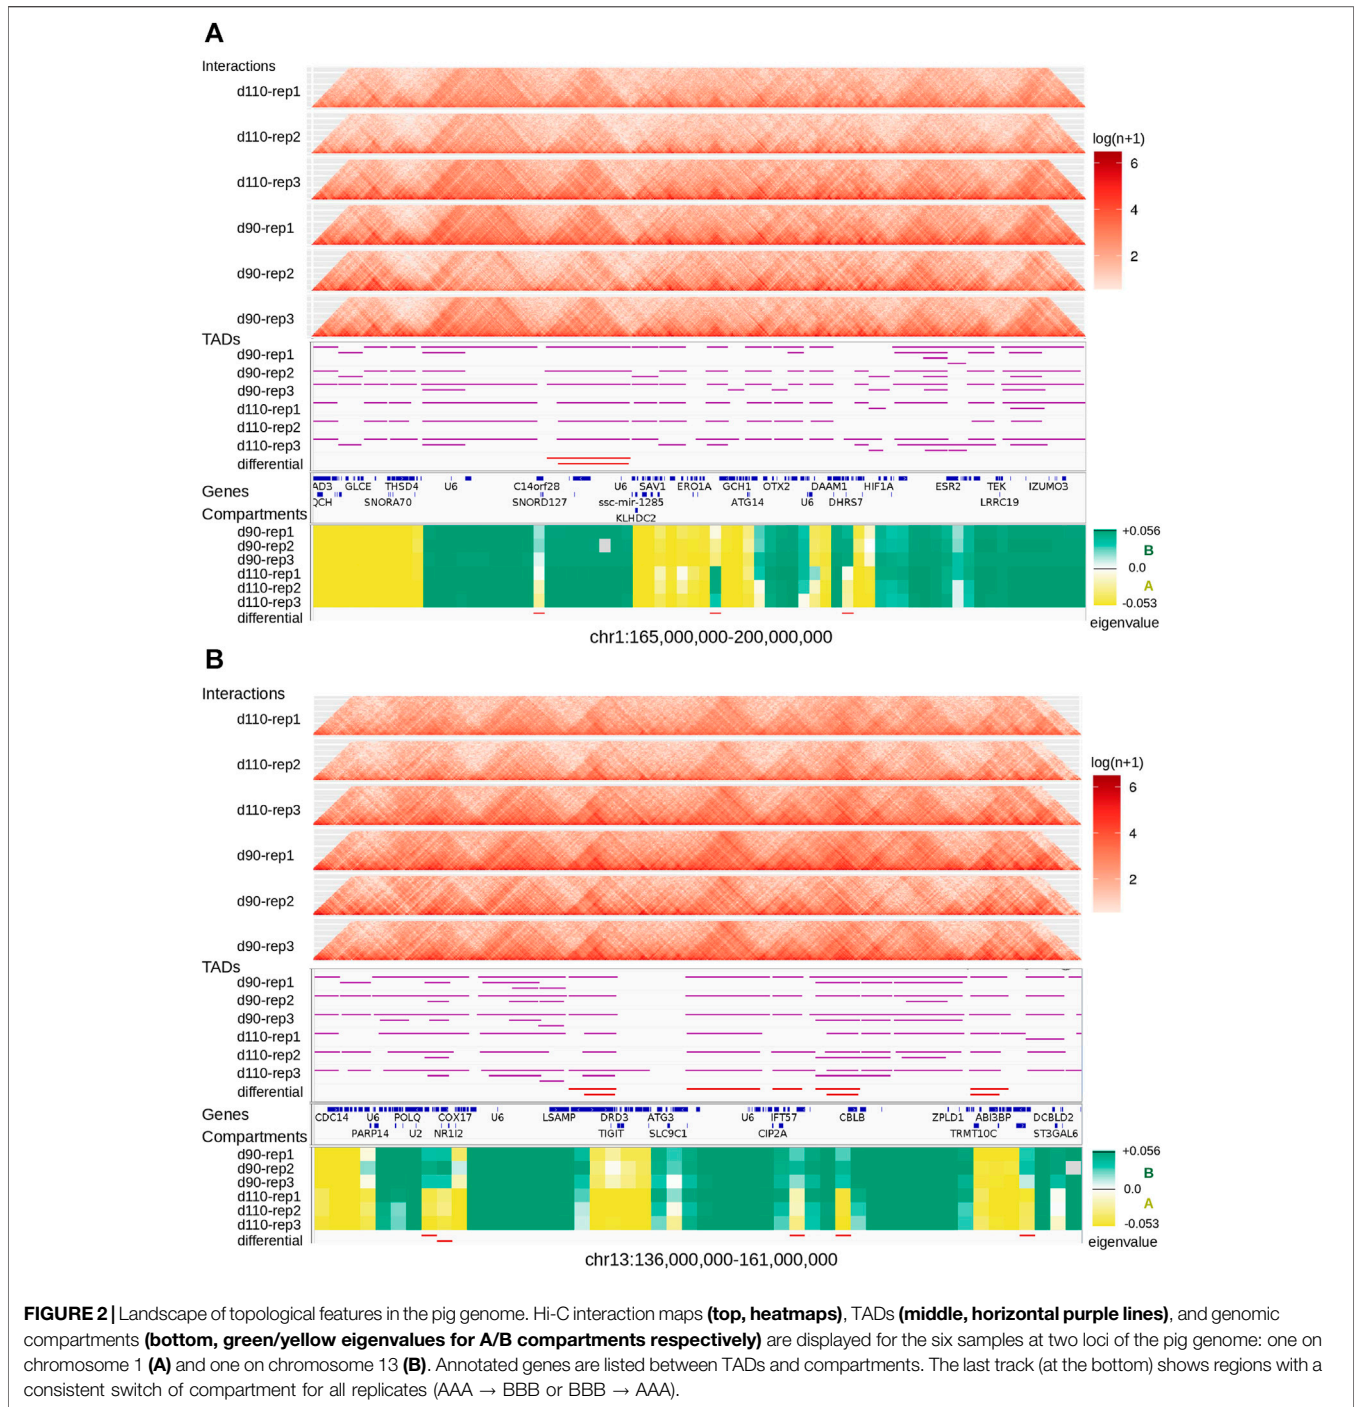 A
Interactions
d110-rep1
d110-rep2
log(n+1)
6
d110-rep3
4
d90-rep1
2
d90-rep2
d90-rep3
TADs
d90-rep1
d90-rep2
d90-rep3
d110-rep1
d110-rep2
d110-rep3
differential
Genes
AD3 GLCE THSD4 U6 C14orf28 U6 SAV1 ERO1A GCH1 OTX2 DAAM1 HIF1A ESR2 TEK IZUMO3
QCH SNORA70 SNORD127 ssc-mir-1285 ATG14 U6 DHRS7 LRRC19
KLHDC2
Compartments
d90-rep1
d90-rep2
d90-rep3
d110-rep1
d110-rep2
d110-rep3
differential
+0.056
B
0.0
A
-0.053
eigenvalue
chr1:165,000,000-200,000,000
B
Interactions
d110-rep1
d110-rep2
log(n+1)
6
d110-rep3
4
d90-rep1
2
d90-rep2
d90-rep3
TADs
d90-rep1
d90-rep2
d90-rep3
d110-rep1
d110-rep2
d110-rep3
differential
Genes
CDC14 U6 POLQ COX17 U6 LSAMP DRD3 ATG3 U6 IFT57 CBLB ZPLD1 ABI3BP DCBLD2
PARP14 U2 NR1I2 TIGIT SLC9C1 CIP2A TRMT10C ST3GAL6
Compartments
d90-rep1
d90-rep2
d90-rep3
d110-rep1
d110-rep2
d110-rep3
differential
+0.056
B
0.0
A
-0.053
eigenvalue
chr13:136,000,000-161,000,000
FIGURE 2 | Landscape of topological features in the pig genome. Hi-C interaction maps (top, heatmaps), TADs (middle, horizontal purple lines), and genomic
compartments (bottom, green/yellow eigenvalues for A/B compartments respectively) are displayed for the six samples at two loci of the pig genome: one on
chromosome 1 (A) and one on chromosome 13 (B). Annotated genes are listed between TADs and compartments. The last track (at the bottom) shows regions with a
consistent switch of compartment for all replicates (AAA → BBB or BBB → AAA).